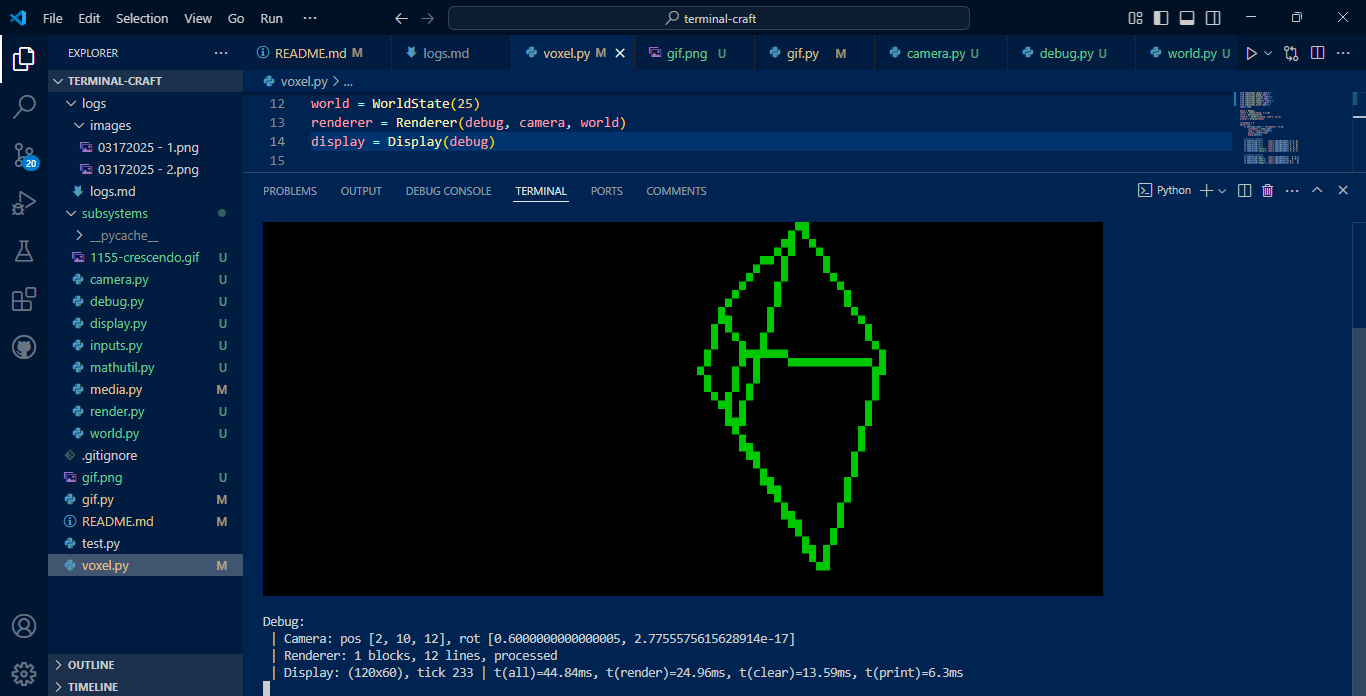 File Edit Selection View Go Run ··· terminal-craft
EXPLORER ···
README.md M logs.md voxel.py M gif.png U gif.py M camera.py U debug.py U world.py U ···
TERMINAL-CRAFT
voxel.py > ...
logs
images
03172025 - 1.png
03172025 - 2.png
logs.md
subsystems
__pycache__
1155-crescendo.gif U
camera.py U
debug.py U
display.py U
inputs.py U
mathutil.py U
media.py M
render.py U
world.py U
.gitignore
gif.png U
gif.py M
README.md M
test.py
voxel.py M
OUTLINE
TIMELINE
20
12 world = WorldState(25)
13 renderer = Renderer(debug, camera, world)
14 display = Display(debug)
15
PROBLEMS OUTPUT DEBUG CONSOLE TERMINAL PORTS COMMENTS Python ···
Debug:
| Camera: pos [2, 10, 12], rot [0.6000000000000005, 2.7755575615628914e-17]
| Renderer: 1 blocks, 12 lines, processed
| Display: (120x60), tick 233 | t(all)=44.84ms, t(render)=24.96ms, t(clear)=13.59ms, t(print)=6.3ms